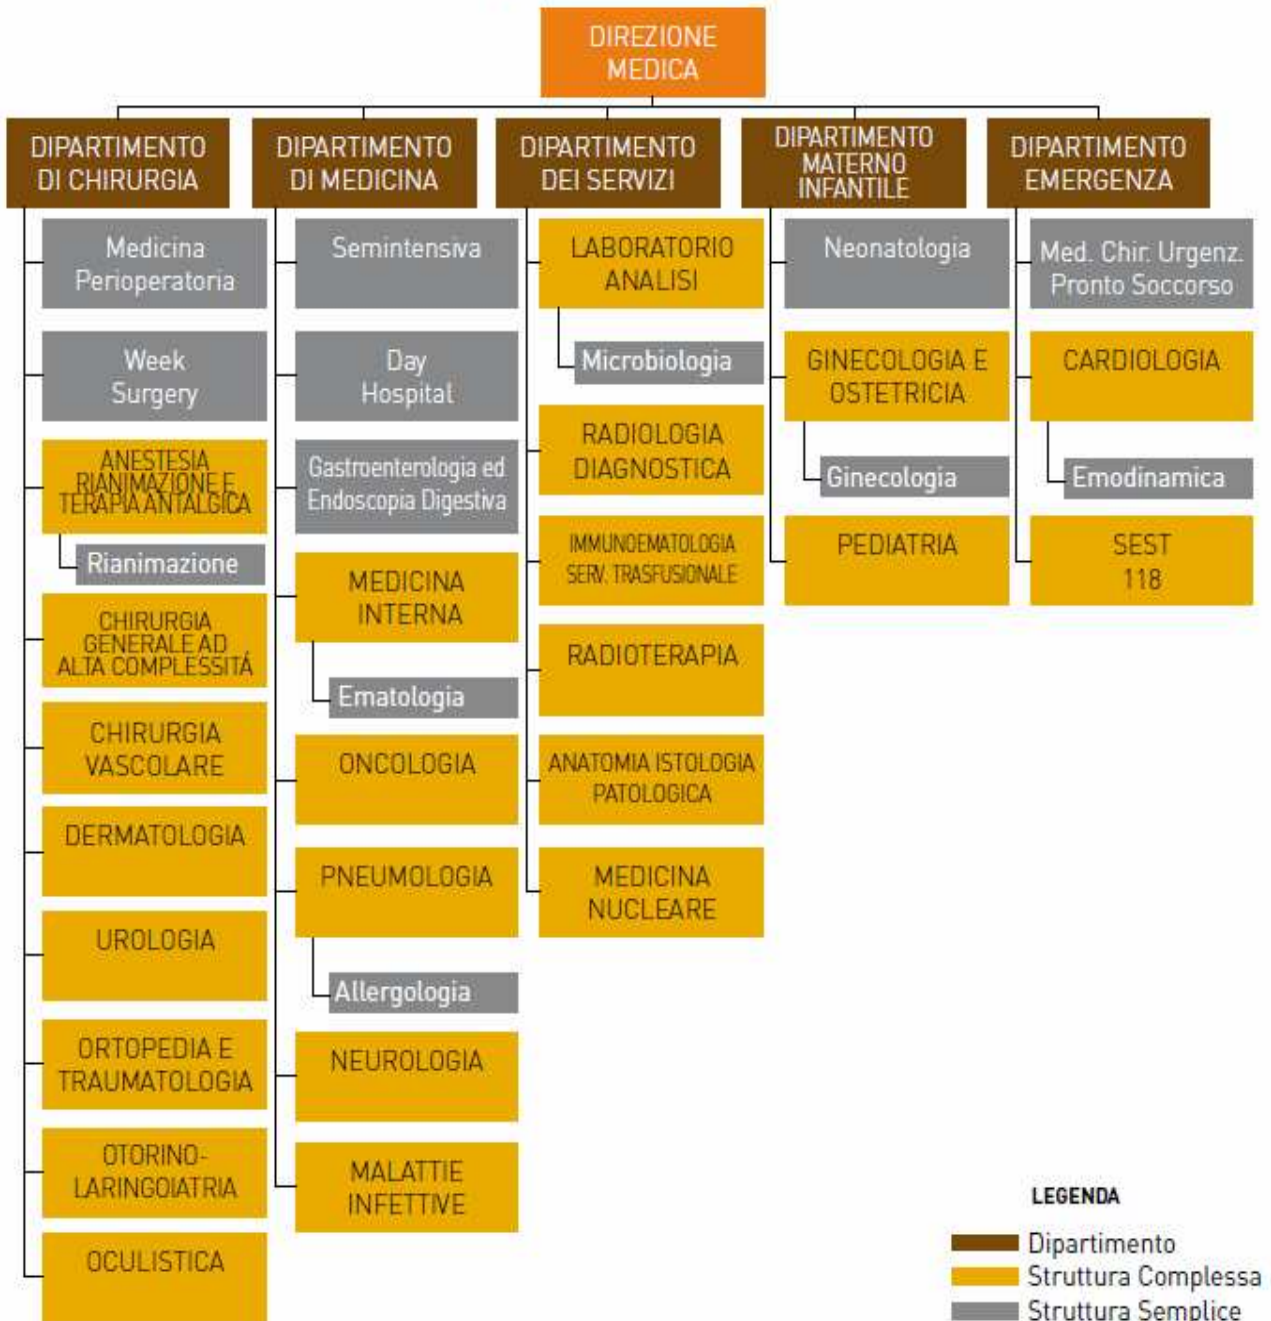 DIREZIONE
MEDICA
DIPARTIMENTO
DI CHIRURGIA
Medicina
Perioperatoria
Week
Surgery
ANESTESIA
RIANIMAZIONE E
TERAPIA ANTALGICA
Rianimazione
CHIRURGIA
GENERALE AD
ALTA COMPLESSITÁ
CHIRURGIA
VASCOLARE
DERMATOLOGIA
UROLOGIA
ORTOPEDIA E
TRAUMATOLOGIA
OTORINO-
LARINGOIATRIA
OCULISTICA
DIPARTIMENTO
DI MEDICINA
Semintensiva
Day
Hospital
Gastroenterologia ed
Endoscopia Digestiva
MEDICINA
INTERNA
Ematologia
ONCOLOGIA
PNEUMOLOGIA
Allergologia
NEUROLOGIA
MALATTIE
INFETTIVE
DIPARTIMENTO
DEI SERVIZI
LABORATORIO
ANALISI
Microbiologia
RADIOLOGIA
DIAGNOSTICA
IMMUNOEMATOLOGIA
SERV. TRASFUSIONALE
RADIOTERAPIA
ANATOMIA ISTOLOGIA
PATOLOGICA
MEDICINA
NUCLEARE
DIPARTIMENTO
MATERNO
INFANTILE
Neonatologia
GINECOLOGIA E
OSTETRICIA
Ginecologia
PEDIATRIA
DIPARTIMENTO
EMERGENZA
Med. Chir. Urgenz.
Pronto Soccorso
CARDIOLOGIA
Emodinamica
SEST
118
LEGENDA
Dipartimento
Struttura Complessa
Struttura Semplice